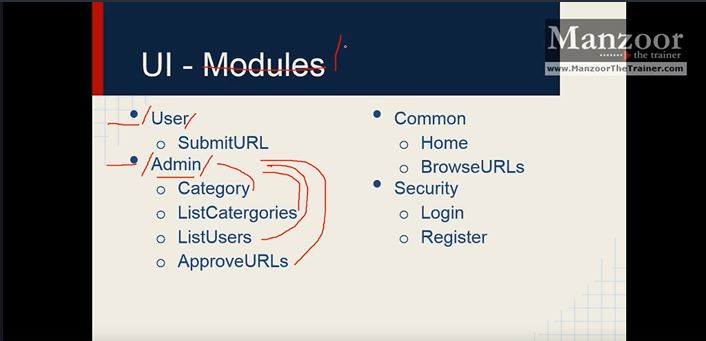 Manzoor
the trainer
www.ManzoorTheTrainer.com
UI - Modules
User
SubmitURL
Admin
Category
ListCatergories
ListUsers
ApproveURLs
Common
Home
BrowseURLs
Security
Login
Register